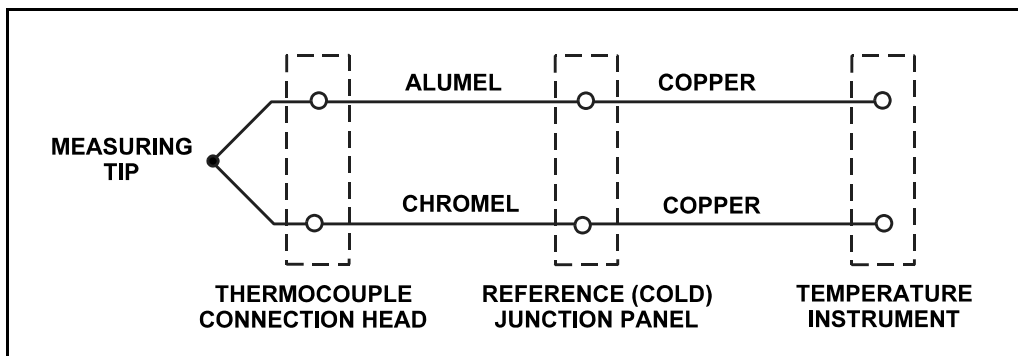 ALUMEL
COPPER
MEASURING
TIP
CHROMEL
COPPER
THERMOCOUPLE
CONNECTION HEAD
REFERENCE (COLD)
JUNCTION PANEL
TEMPERATURE
INSTRUMENT